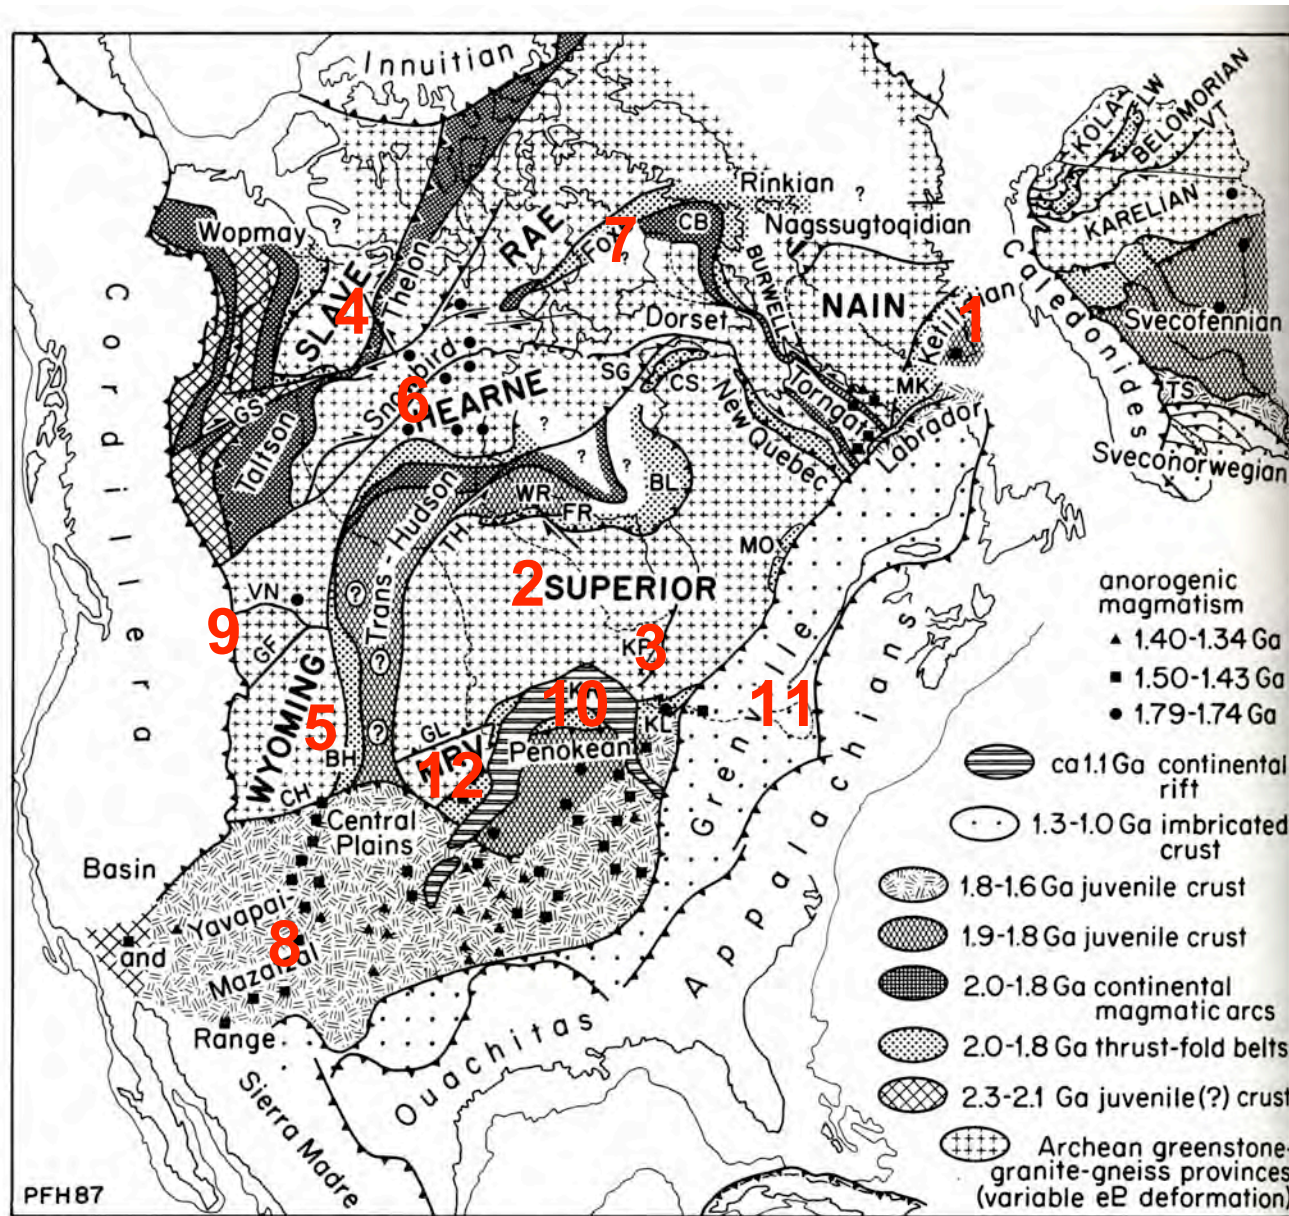 Innuitian
KOLA
LW
BELOMORIAN
VT
KARELIAN
Rinkian
?
Wopmay
?
RAE
7
CB
Nagssugtoqidian
Fox
?
SLAVE
4
Thelon
BURWELL
NAIN
Ketil
1
an
Caledonides
Svecofennian
Dorset
Cordillera
GS
Snowbird
6
HEARNE
SG
CS
New Quebec
Torngat
MK
Labrador
TS
Sveconorwegian
Taltson
?
?
?
BL
WR
FR
Trans-Hudson
TH
MO
VN
?
2
SUPERIOR
9
GF
3
?
WYOMING
5
BH
?
10
11
GL
KL
Penokean
12
CH
Central
Plains
Grenville
Appalachians
Basin
and
Range
Yavapai-
8
Mazatzal
Ouachitas
Sierra Madre
anorogenic
magmatism
1.40-1.34 Ga
1.50-1.43 Ga
1.79-1.74 Ga
ca 1.1 Ga continental
rift
1.3-1.0 Ga imbricated
crust
1.8-1.6 Ga juvenile crust
1.9-1.8 Ga juvenile crust
2.0-1.8 Ga continental
magmatic arcs
2.0-1.8 Ga thrust-fold belts
2.3-2.1 Ga juvenile(?) crust
Archean greenstone-
granite-gneiss provinces
(variable eP deformation)
PFH87